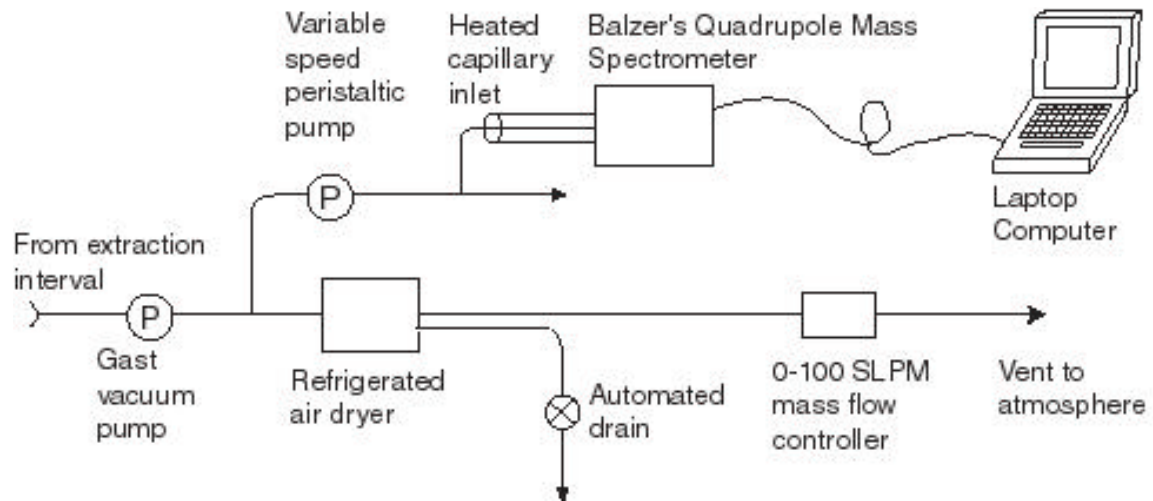 Variable
speed
peristaltic
pump
Heated
capillary
inlet
Balzer's Quadrupole Mass
Spectrometer
P
Laptop
Computer
From extraction
interval
P
Gast
vacuum
pump
Refrigerated
air dryer
Automated
drain
0-100 SLPM
mass flow
controller
Vent to
atmosphere